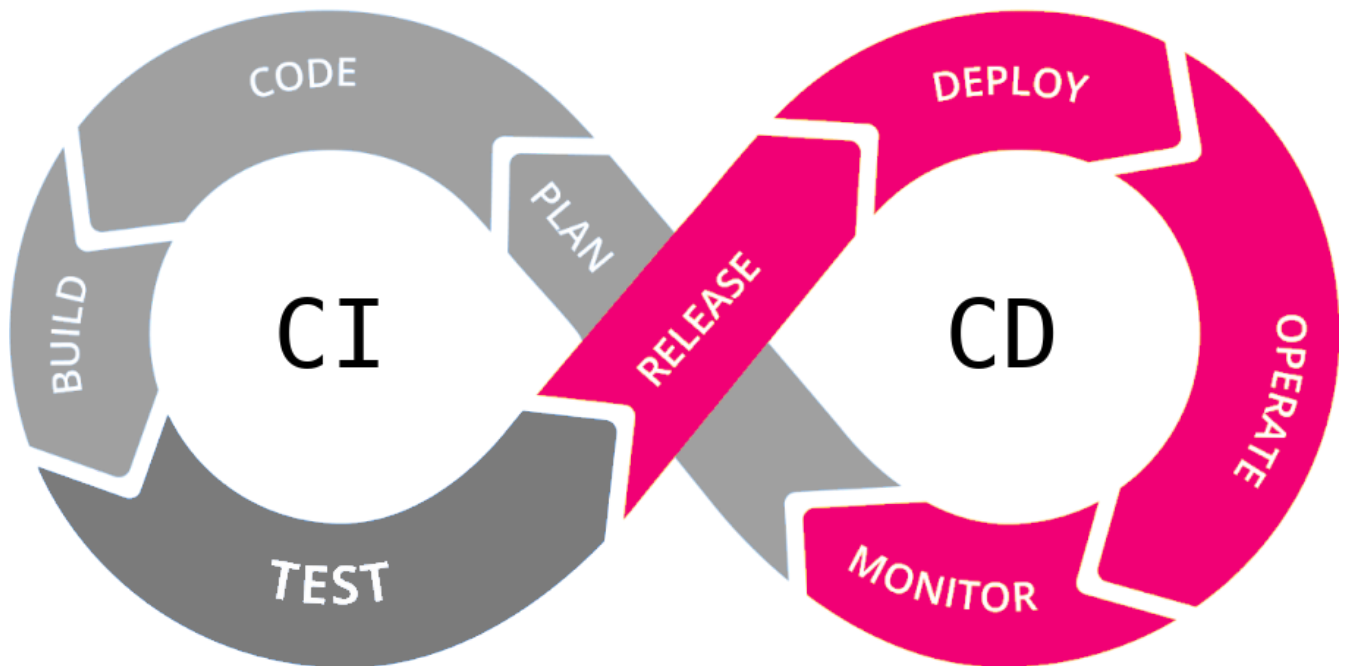 CODE
DEPLOY
PLAN
BUILD
CI
RELEASE
CD
OPERATE
TEST
MONITOR